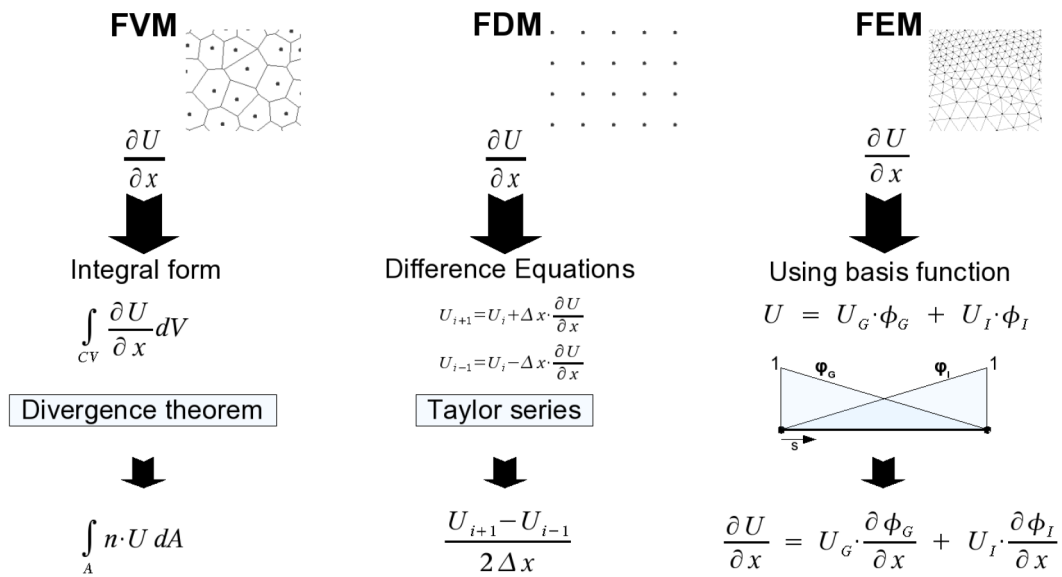 FVM
∂U/∂x
Integral form
∫_CV ∂U/∂x dV
Divergence theorem
∫_A n·U dA
FDM
∂U/∂x
Difference Equations
U_{i+1}=U_i+Δx·∂U/∂x
U_{i−1}=U_i−Δx·∂U/∂x
Taylor series
U_{i+1}−U_{i−1}/2Δx
FEM
∂U/∂x
Using basis function
U = U_G·ϕ_G + U_I·ϕ_I
1 φ_G φ_I 1
s
∂U/∂x = U_G·∂ϕ_G/∂x + U_I·∂ϕ_I/∂x